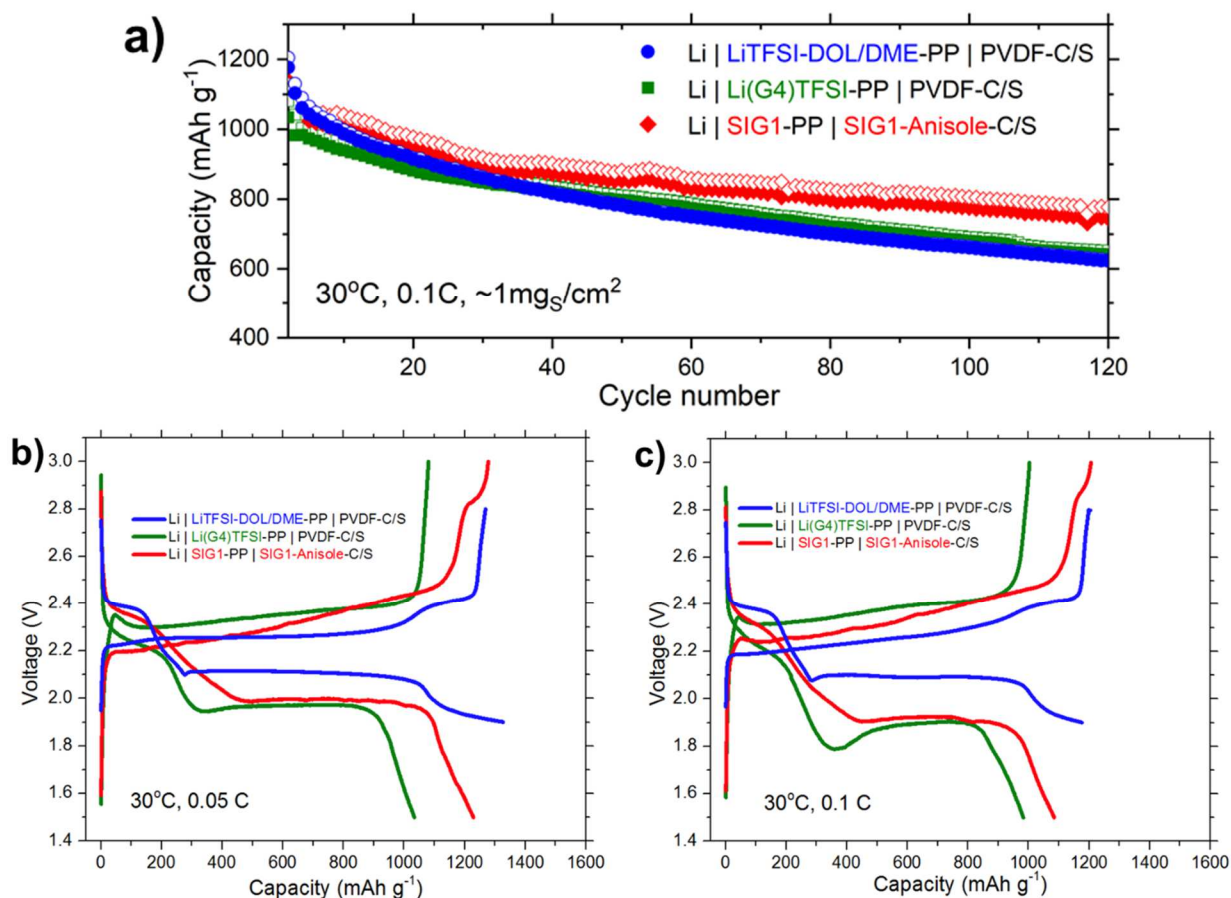 a)
Capacity (mAh g⁻¹)
1200
1000
800
600
400
Li | LiTFSI-DOL/DME-PP | PVDF-C/S
Li | Li(G4)TFSI-PP | PVDF-C/S
Li | SIG1-PP | SIG1-Anisole-C/S
30°C, 0.1C, ~1mgS/cm²
20 40 60 80 100 120
Cycle number
b)
Voltage (V)
3.0
2.8
2.6
2.4
2.2
2.0
1.8
1.6
1.4
Li | LiTFSI-DOL/DME-PP | PVDF-C/S
Li | Li(G4)TFSI-PP | PVDF-C/S
Li | SIG1-PP | SIG1-Anisole-C/S
30°C, 0.05 C
0 200 400 600 800 1000 1200 1400 1600
Capacity (mAh g⁻¹)
c)
Voltage (V)
3.0
2.8
2.6
2.4
2.2
2.0
1.8
1.6
1.4
Li | LiTFSI-DOL/DME-PP | PVDF-C/S
Li | Li(G4)TFSI-PP | PVDF-C/S
Li | SIG1-PP | SIG1-Anisole-C/S
30°C, 0.1 C
0 200 400 600 800 1000 1200 1400 1600
Capacity (mAh g⁻¹)